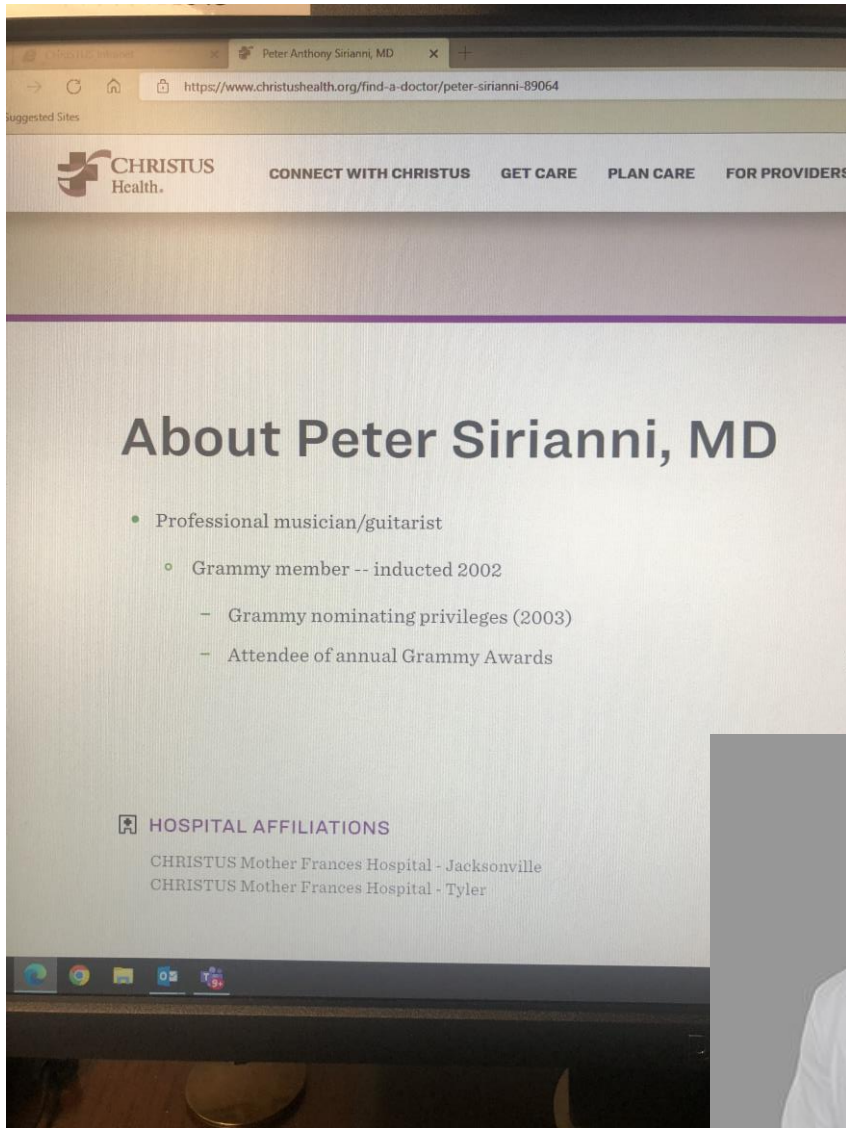 Peter Anthony Sirianni, MD
https://www.christushealth.org/find-a-doctor/peter-sirianni-89064
Suggested Sites
CHRISTUS
Health.
CONNECT WITH CHRISTUS GET CARE PLAN CARE FOR PROVIDERS
About Peter Sirianni, MD
• Professional musician/guitarist
◦ Grammy member -- inducted 2002
– Grammy nominating privileges (2003)
– Attendee of annual Grammy Awards
HOSPITAL AFFILIATIONS
CHRISTUS Mother Frances Hospital - Jacksonville
CHRISTUS Mother Frances Hospital - Tyler
9+